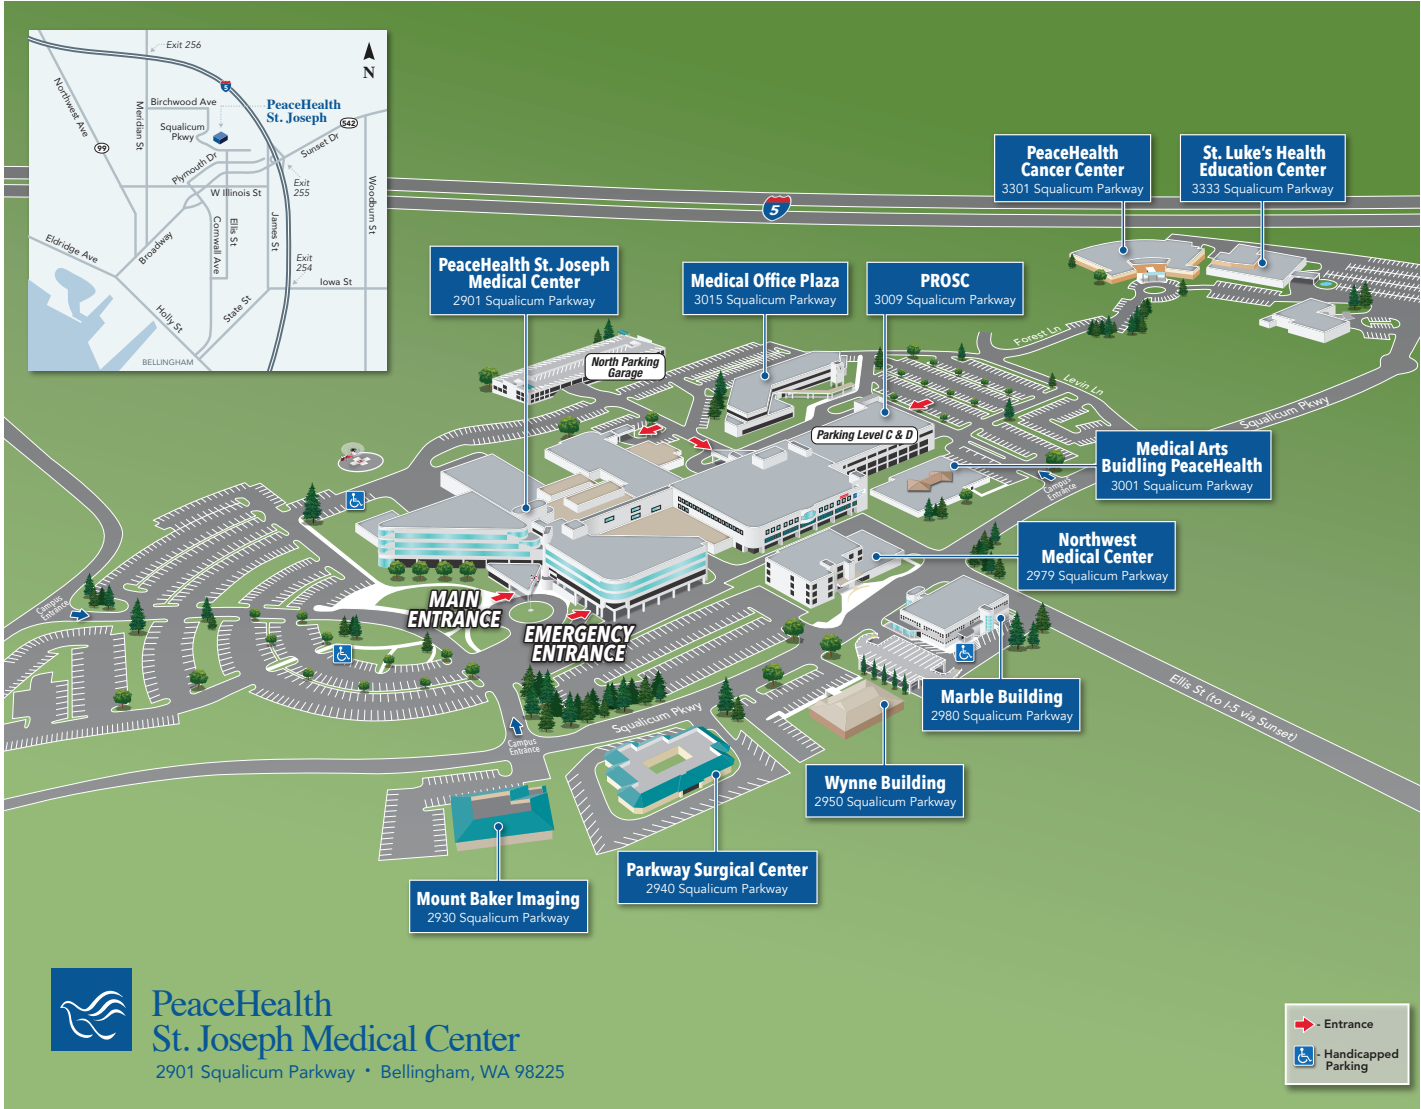 Exit 256
N
5
Northwest Ave
Meridian St
Birchwood Ave
PeaceHealth
St. Joseph
Squalicum
Pkwy
542
99
Sunset Dr
Plymouth Dr
Exit
255
W Illinois St
Woodburn St
Ellis St
Cornwall Ave
James St
Broadway
Eldridge Ave
Exit
254
Iowa St
Holly St
State St
BELLINGHAM
5
PeaceHealth
Cancer Center
3301 Squalicum Parkway
St. Luke's Health
Education Center
3333 Squalicum Parkway
PeaceHealth St. Joseph
Medical Center
2901 Squalicum Parkway
Medical Office Plaza
3015 Squalicum Parkway
PROSC
3009 Squalicum Parkway
Forest Ln
Levin Ln
Squalicum Pkwy
North Parking
Garage
Parking Level C & D
Medical Arts
Buidling PeaceHealth
3001 Squalicum Parkway
Campus
Entrance
Northwest
Medical Center
2979 Squalicum Parkway
Campus
Entrance
MAIN
ENTRANCE
EMERGENCY
ENTRANCE
Marble Building
2980 Squalicum Parkway
Ellis St (to I-5 via Sunset)
Squalicum Pkwy
Campus
Entrance
Wynne Building
2950 Squalicum Parkway
Parkway Surgical Center
2940 Squalicum Parkway
Mount Baker Imaging
2930 Squalicum Parkway
PeaceHealth
St. Joseph Medical Center
2901 Squalicum Parkway • Bellingham, WA 98225
- Entrance
- Handicapped
Parking